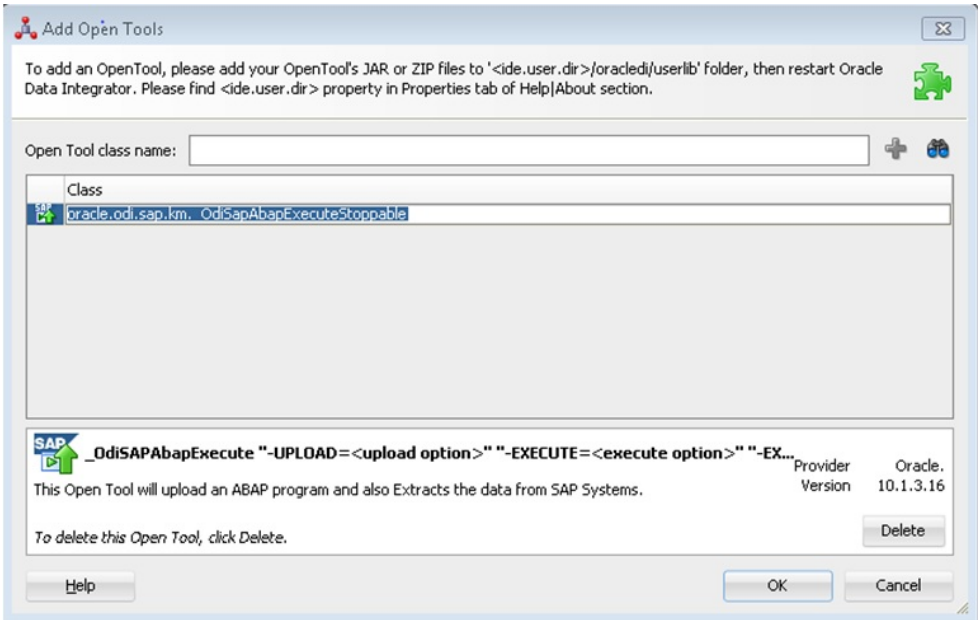 Add Open Tools
To add an OpenTool, please add your OpenTool's JAR or ZIP files to '<ide.user.dir>/oracledi/userlib' folder, then restart Oracle
Data Integrator. Please find <ide.user.dir> property in Properties tab of Help|About section.
Open Tool class name:
Class
SAP oracle.odi.sap.km._OdiSapAbapExecuteStoppable
SAP _OdiSAPAbapExecute "-UPLOAD=<upload option>" "-EXECUTE=<execute option>" "-EX...
Provider Oracle.
This Open Tool will upload an ABAP program and also Extracts the data from SAP Systems.
Version 10.1.3.16
To delete this Open Tool, click Delete.
Delete
Help OK Cancel